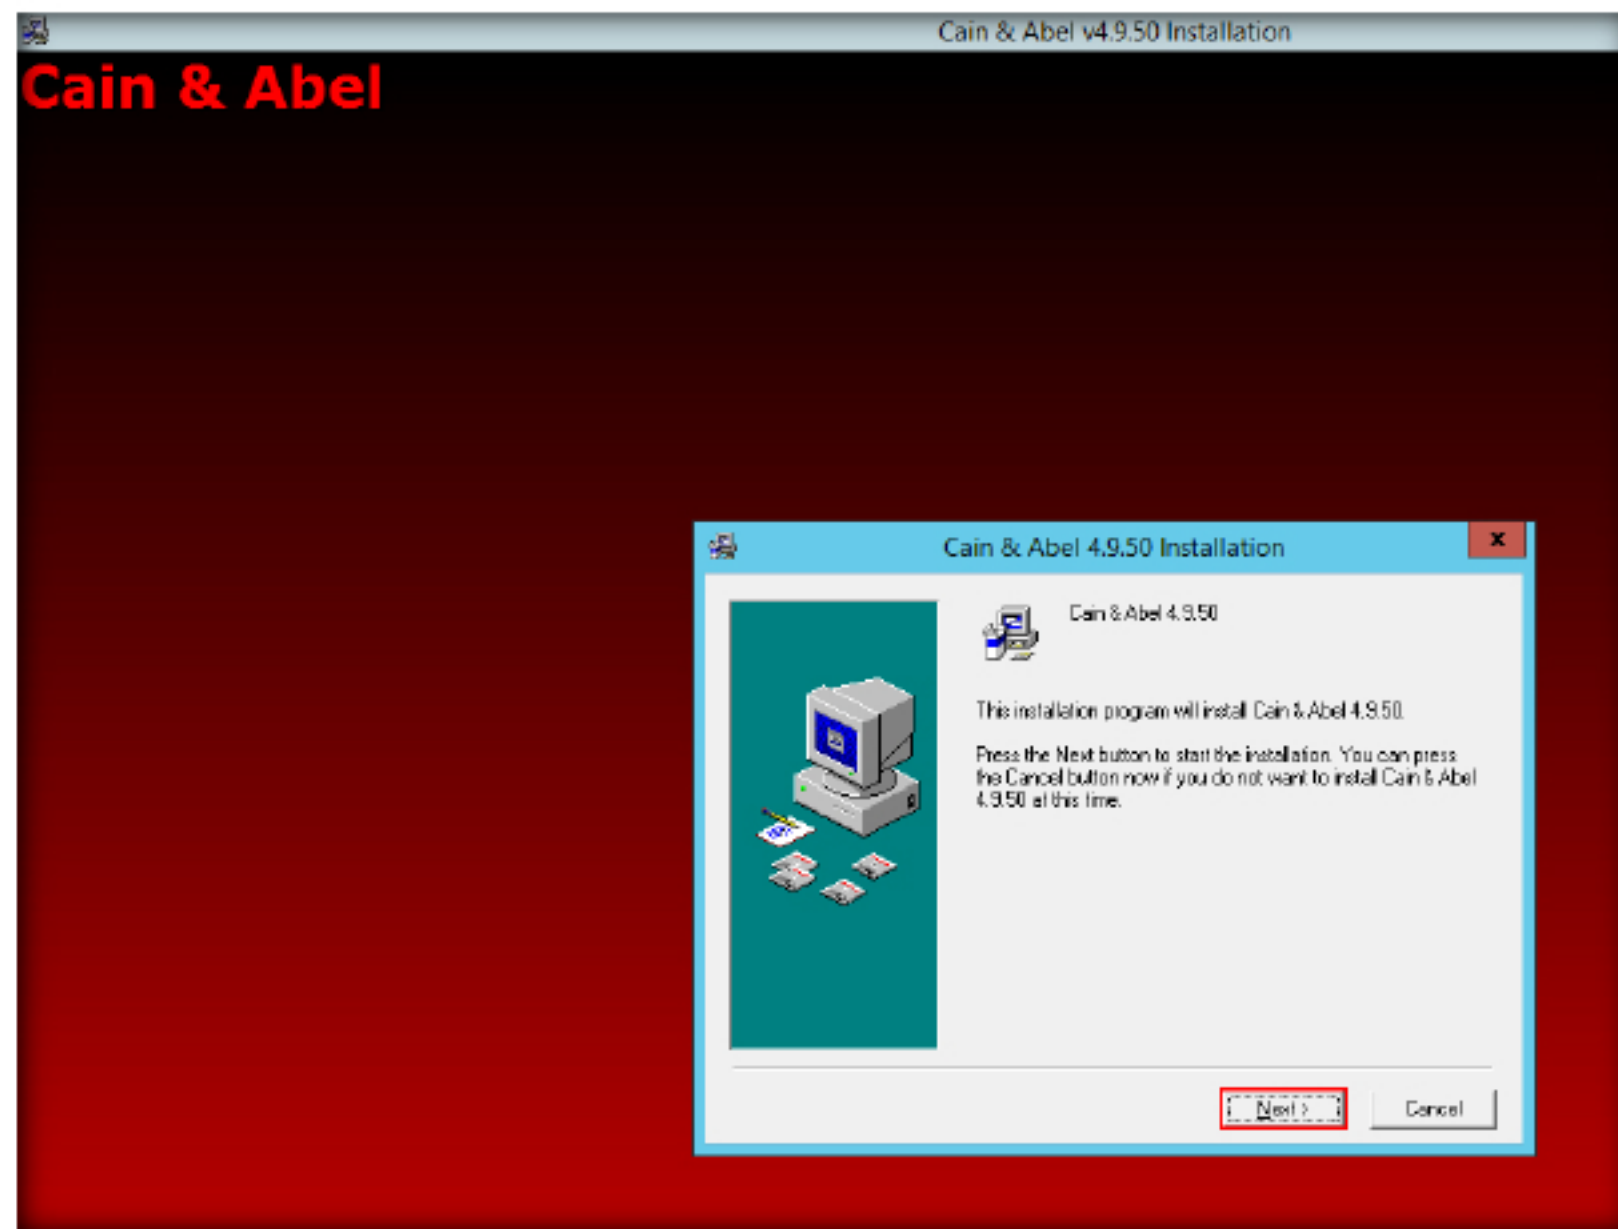 Cain & Abel v4.9.50 Installation
Cain & Abel
Cain & Abel 4.9.50 Installation
x
Cain & Abel 4.9.50
This installation program will install Cain & Abel 4.9.50.
Press the Next button to start the installation. You can press
the Cancel button now if you do not want to install Cain & Abel
4.9.50 at this time.
Next >
Cancel